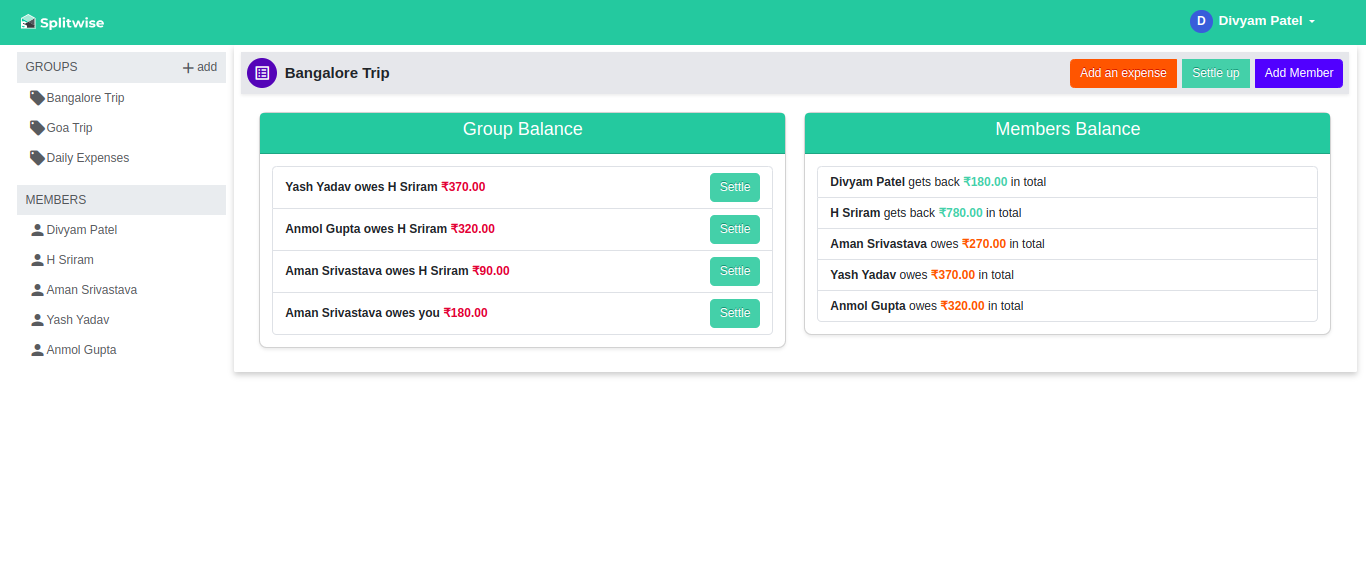 Splitwise
D Divyam Patel
GROUPS + add
Bangalore Trip
Goa Trip
Daily Expenses
MEMBERS
Divyam Patel
H Sriram
Aman Srivastava
Yash Yadav
Anmol Gupta
Bangalore Trip
Add an expense
Settle up
Add Member
Group Balance
Yash Yadav owes H Sriram ₹370.00 Settle
Anmol Gupta owes H Sriram ₹320.00 Settle
Aman Srivastava owes H Sriram ₹90.00 Settle
Aman Srivastava owes you ₹180.00 Settle
Members Balance
Divyam Patel gets back ₹180.00 in total
H Sriram gets back ₹780.00 in total
Aman Srivastava owes ₹270.00 in total
Yash Yadav owes ₹370.00 in total
Anmol Gupta owes ₹320.00 in total